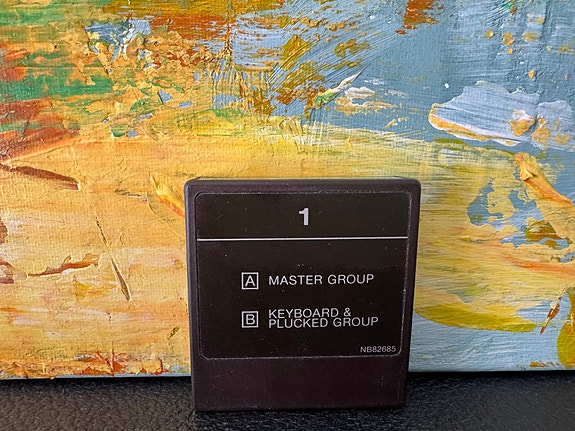 1
A MASTER GROUP
B KEYBOARD &
PLUCKED GROUP
NB82685